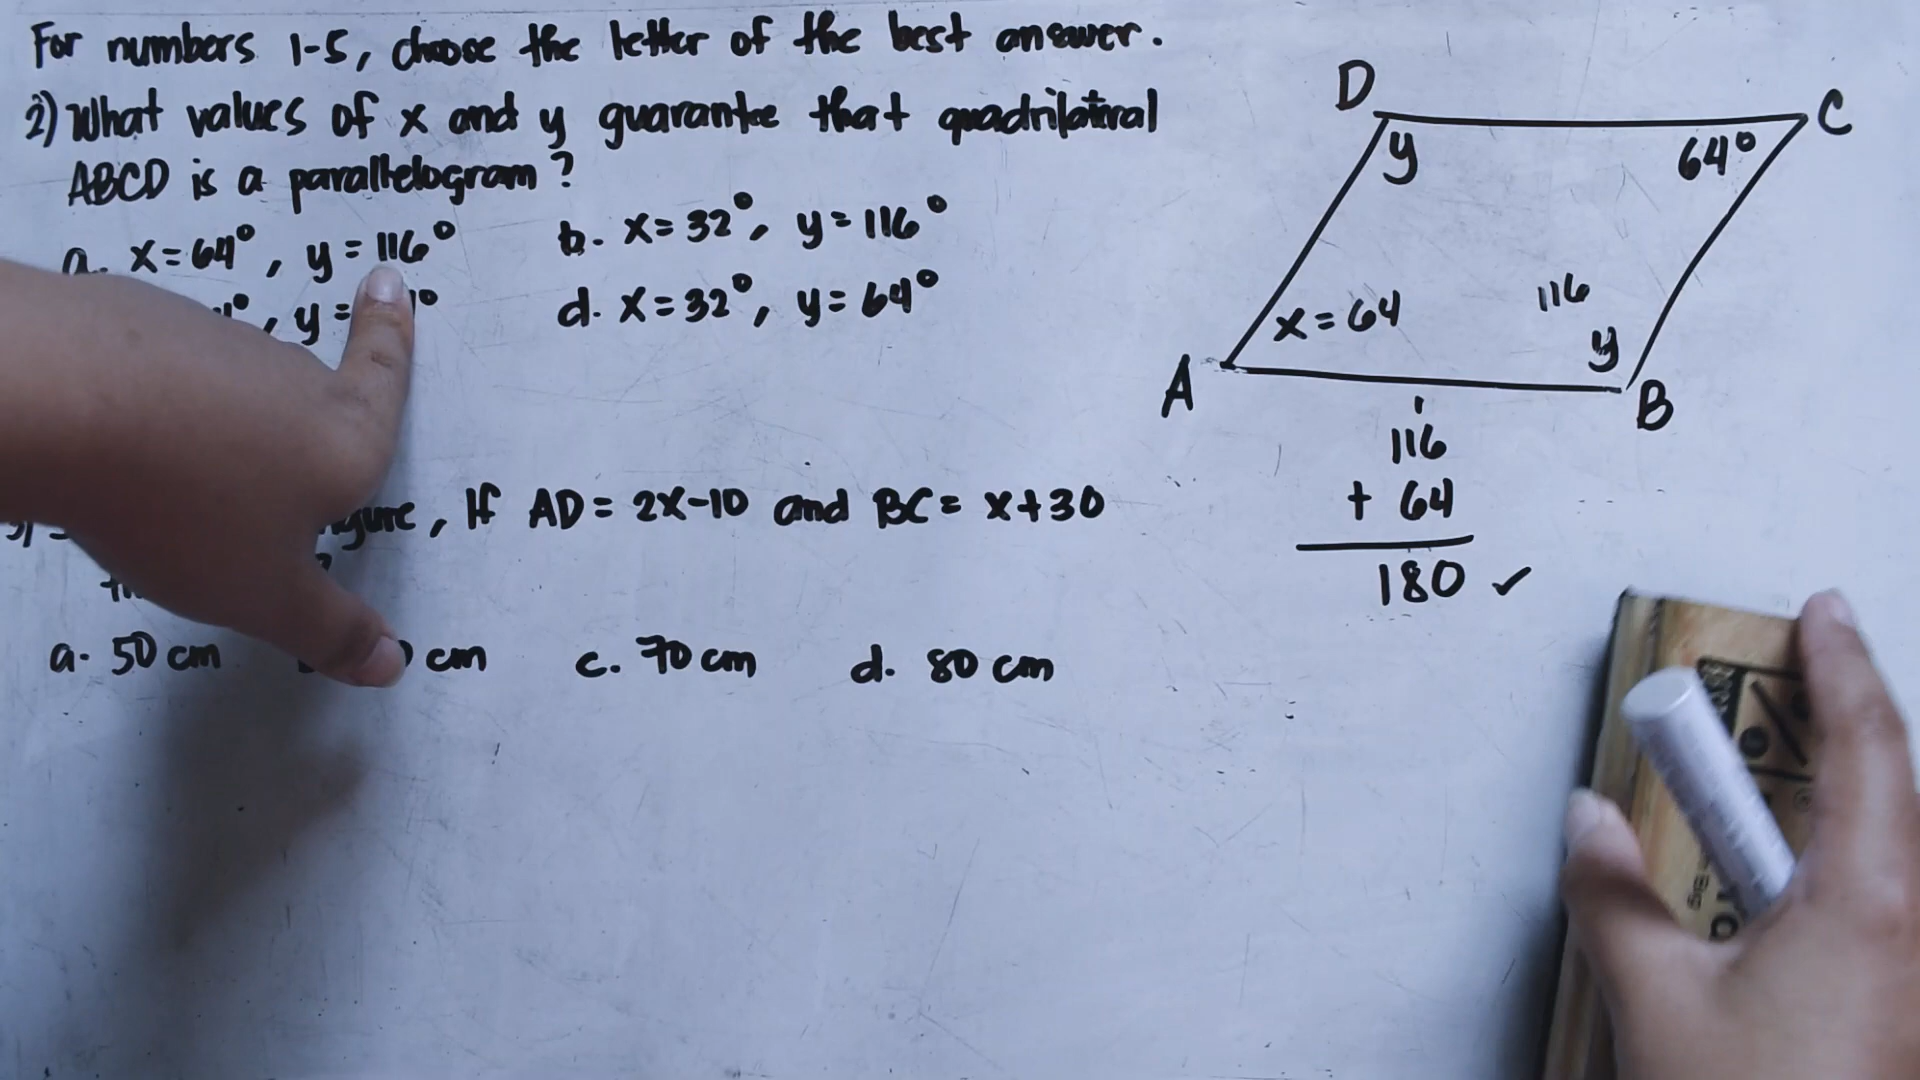 For numbers 1-5, choose the letter of the best answer.
2) What values of x and y guarantee that quadrilateral
ABCD is a parallelogram?
a. x = 64°, y = 116°
b. x = 32°, y = 116°
, y =
d. x = 32°, y = 64°
, If AD = 2x-10 and BC = x+30
a. 50 cm
cm
c. 70 cm
d. 80 cm
D
C
y
64°
x = 64
116
y
A
B
1
116
+ 64
180 ✓